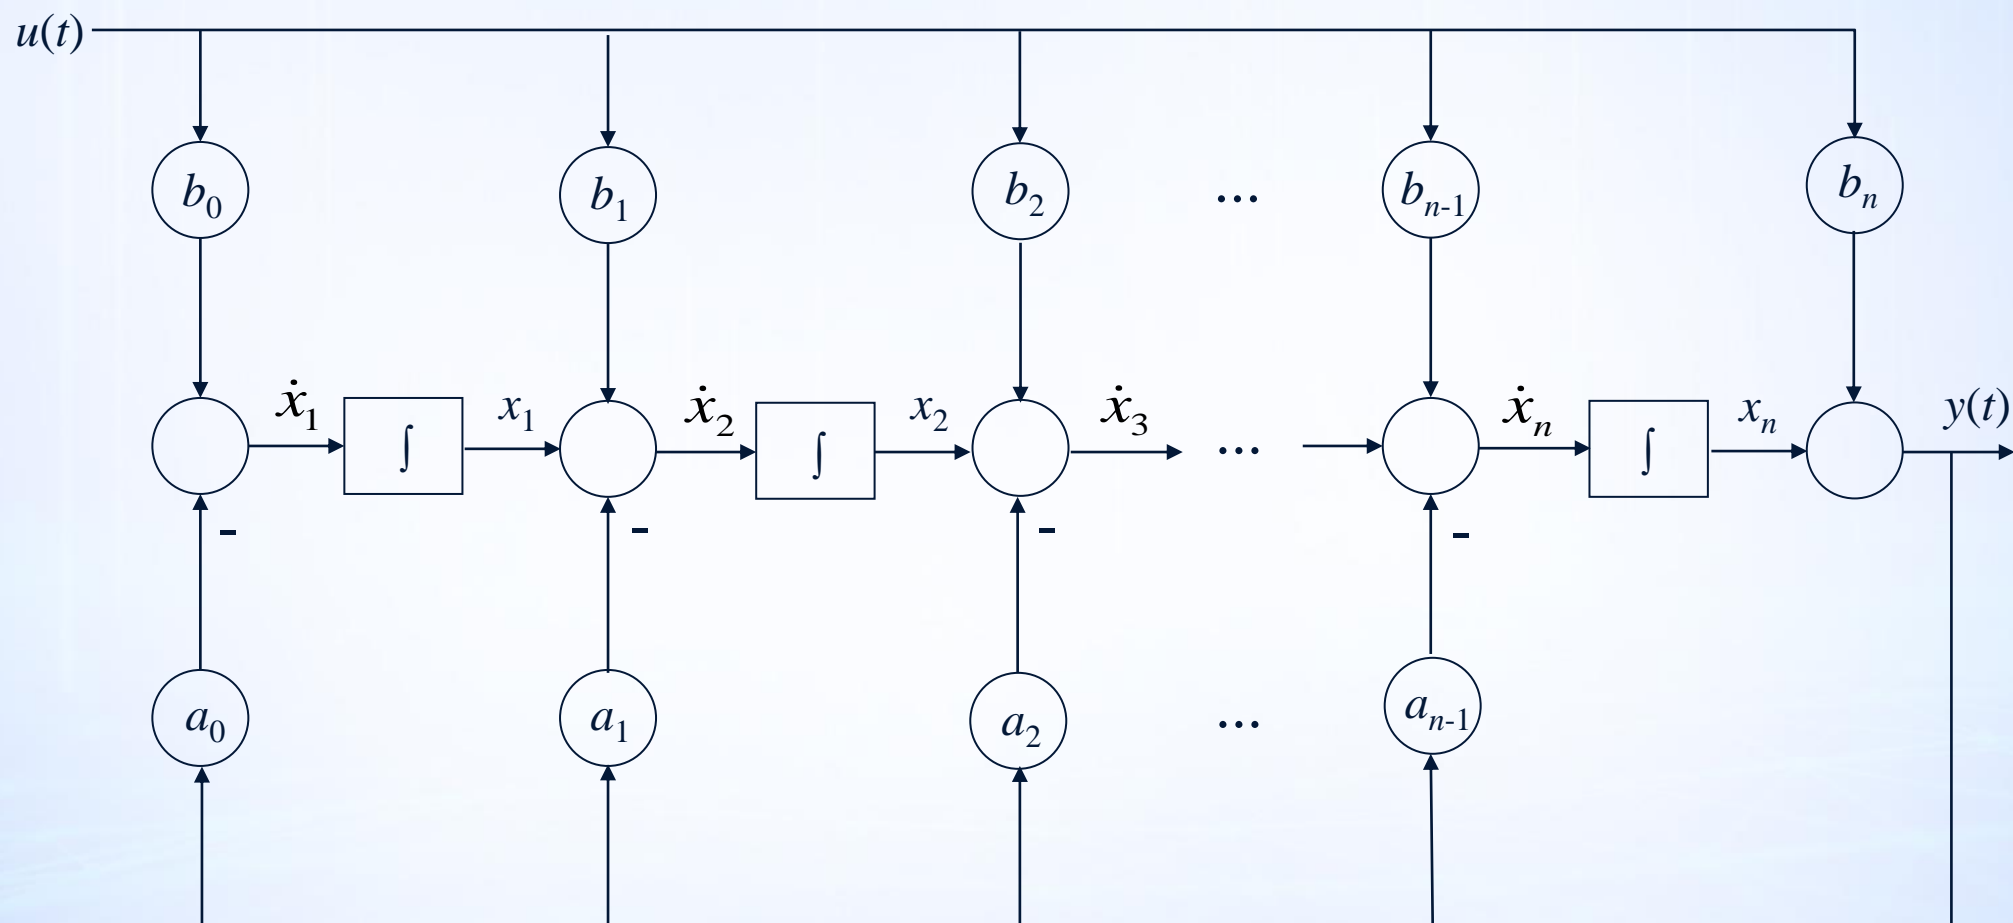 u(t)
b₀ b₁ b₂ ... bₙ₋₁ bₙ
ẋ₁ ∫ x₁ ẋ₂ ∫ x₂ ẋ₃ ... ẋₙ ∫ xₙ y(t)
- - - -
a₀ a₁ a₂ ... aₙ₋₁